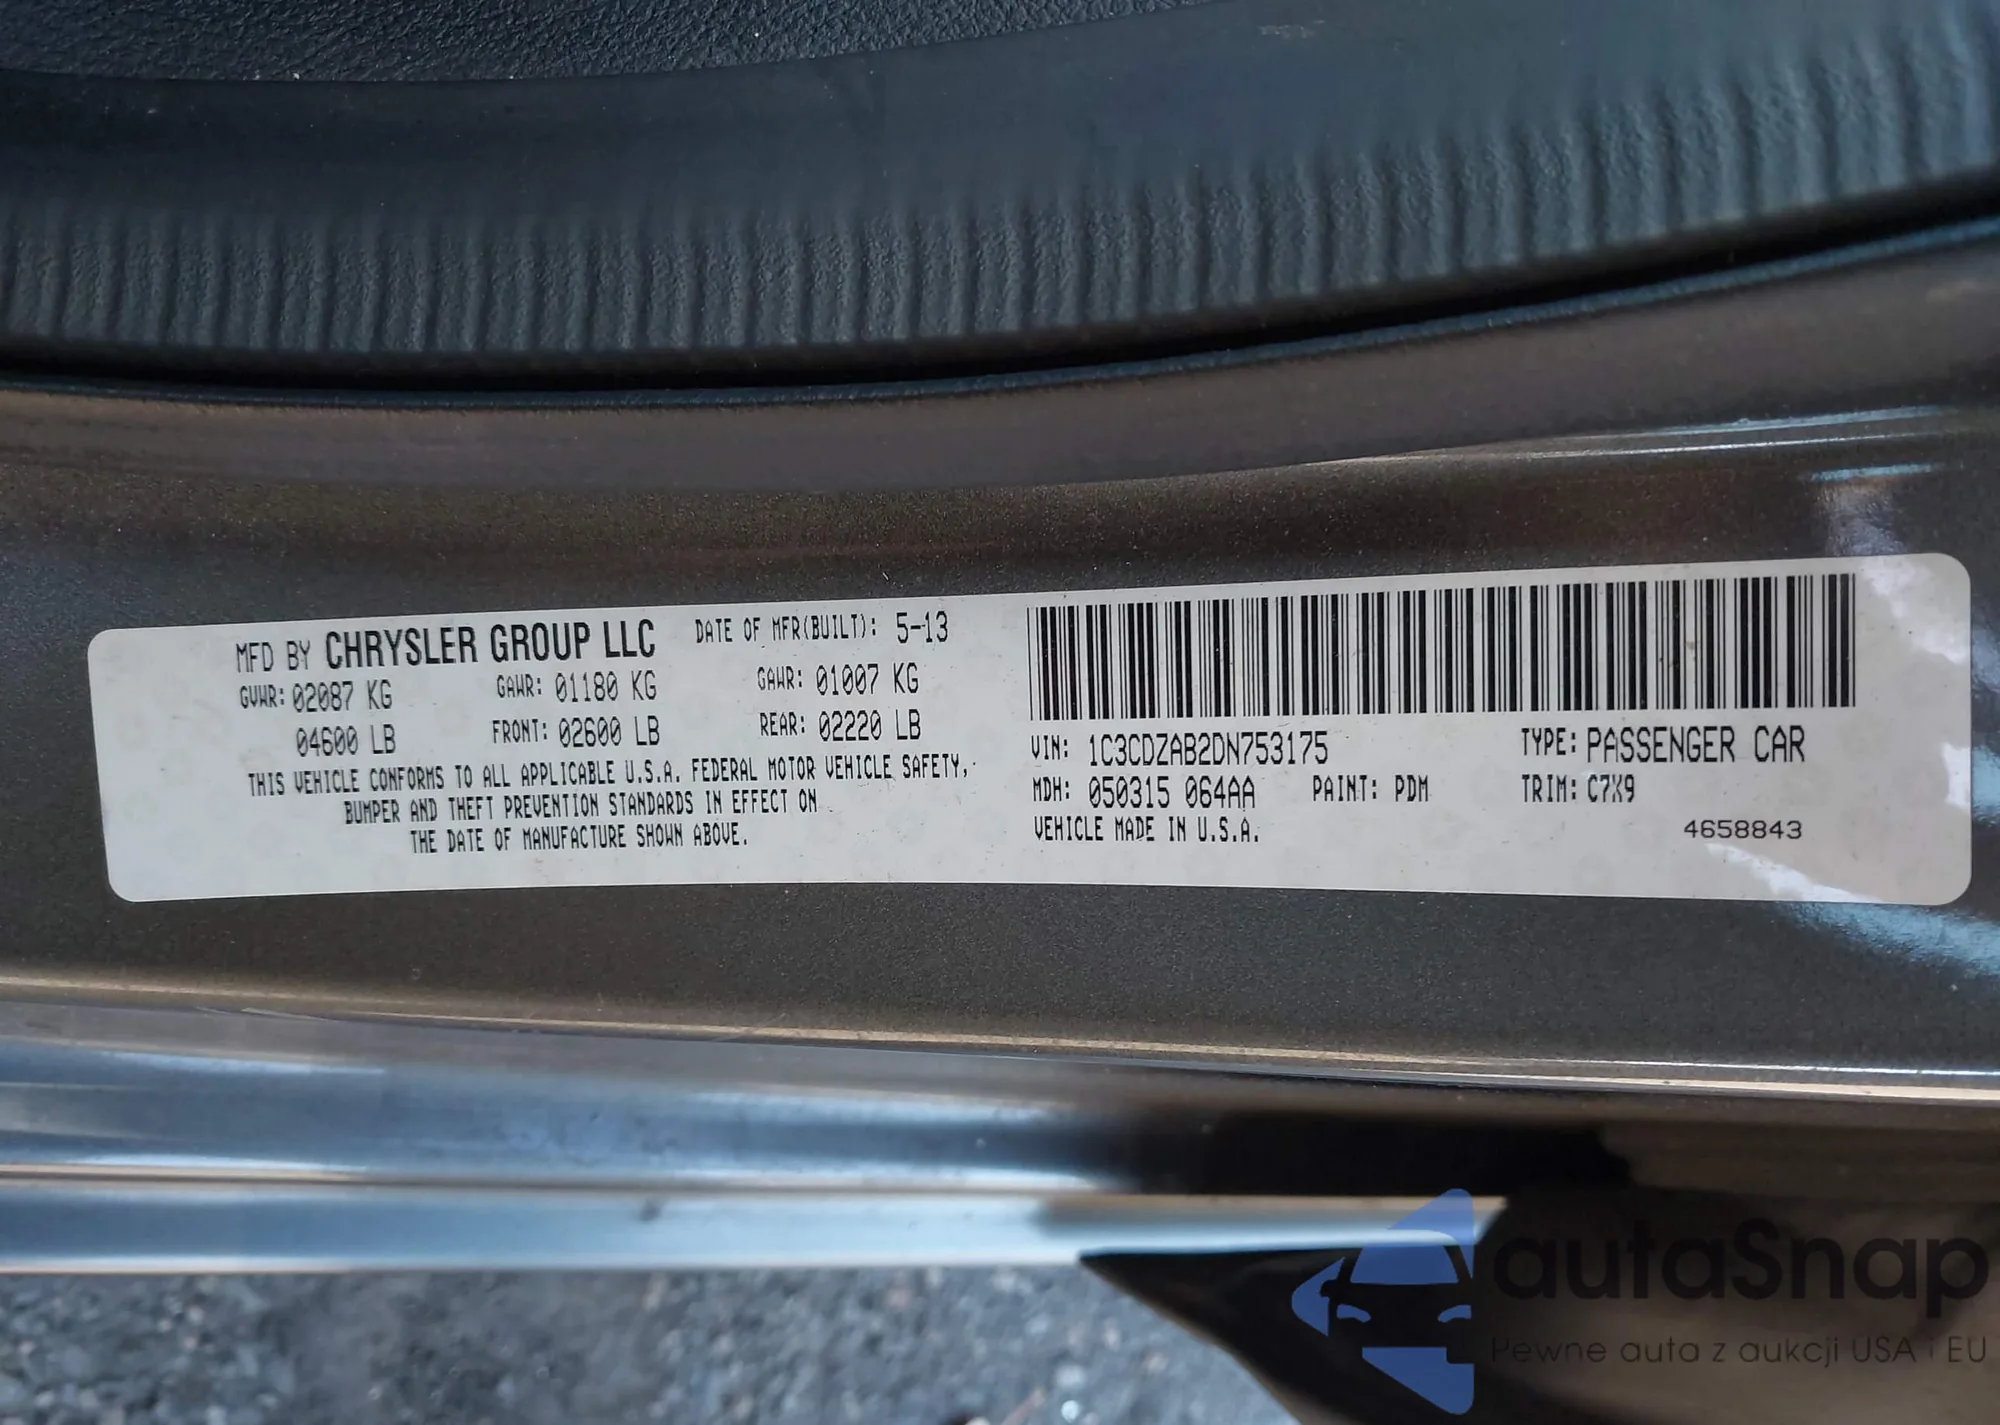 MFD BY CHRYSLER GROUP LLC DATE OF MFR(BUILT): 5-13
GVWR: 02087 KG GAWR: 01180 KG GAWR: 01007 KG
04600 LB FRONT: 02600 LB REAR: 02220 LB
THIS VEHICLE CONFORMS TO ALL APPLICABLE U.S.A. FEDERAL MOTOR VEHICLE SAFETY,
BUMPER AND THEFT PREVENTION STANDARDS IN EFFECT ON
THE DATE OF MANUFACTURE SHOWN ABOVE.
VIN: 1C3CDZAB2DN753175 TYPE: PASSENGER CAR
MDH: 050315 064AA PAINT: PDM TRIM: C7X9
VEHICLE MADE IN U.S.A.
4658843
autaSnap
Pewne auta z aukcji USA i EU